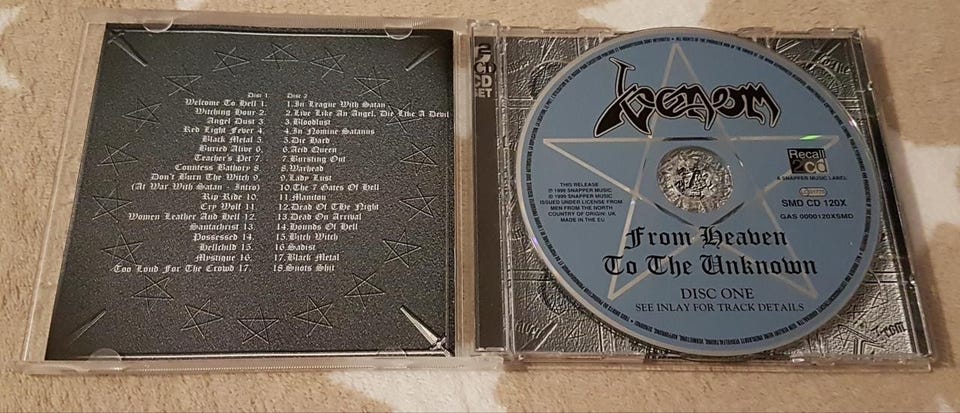 Disc 1 Disc 2
Welcome To Hell 1. 1.In League With Satan
Witching Hour 2. 2.Live Like An Angel, Die Like A Devil
Angel Dust 3. 3.Bloodlust
Red Light Fever 4. 4.In Nomine Satanus
Black Metal 5. 5.Die Hard
Buried Alive 6. 6.Acid Queen
Teacher's Pet 7. 7.Bursting Out
Countess Bathory 8. 8.Warhead
Don't Burn The Witch 9. 9.Lady Lust
(At War With Satan - Intro) 10.The 7 Gates Of Hell
Rip Ride 10. 11.Manitou
Cry Wolf 11. 12.Dead Of The Night
Women Leather And Hell 12. 13.Dead On Arrival
Santachrist 13. 14.Hounds Of Hell
Possessed 14. 15.Bitch Witch
Hellchild 15. 16.Sadist
Mystique 16. 17.Black Metal
Too Loud For The Crowd 17. 18.Snots Shit
2
CD
SET
Venom
Recall
2cd
A SNAPPER MUSIC LABEL
THIS RELEASE
℗ 1999 SNAPPER MUSIC
© 1999 SNAPPER MUSIC
ISSUED UNDER LICENSE FROM
MEN FROM THE NORTH
COUNTRY OF ORIGIN: UK
MADE IN THE EU
SMD CD 120X
GAS 0000120XSMD
From Heaven
To The Unknown
DISC ONE
SEE INLAY FOR TRACK DETAILS